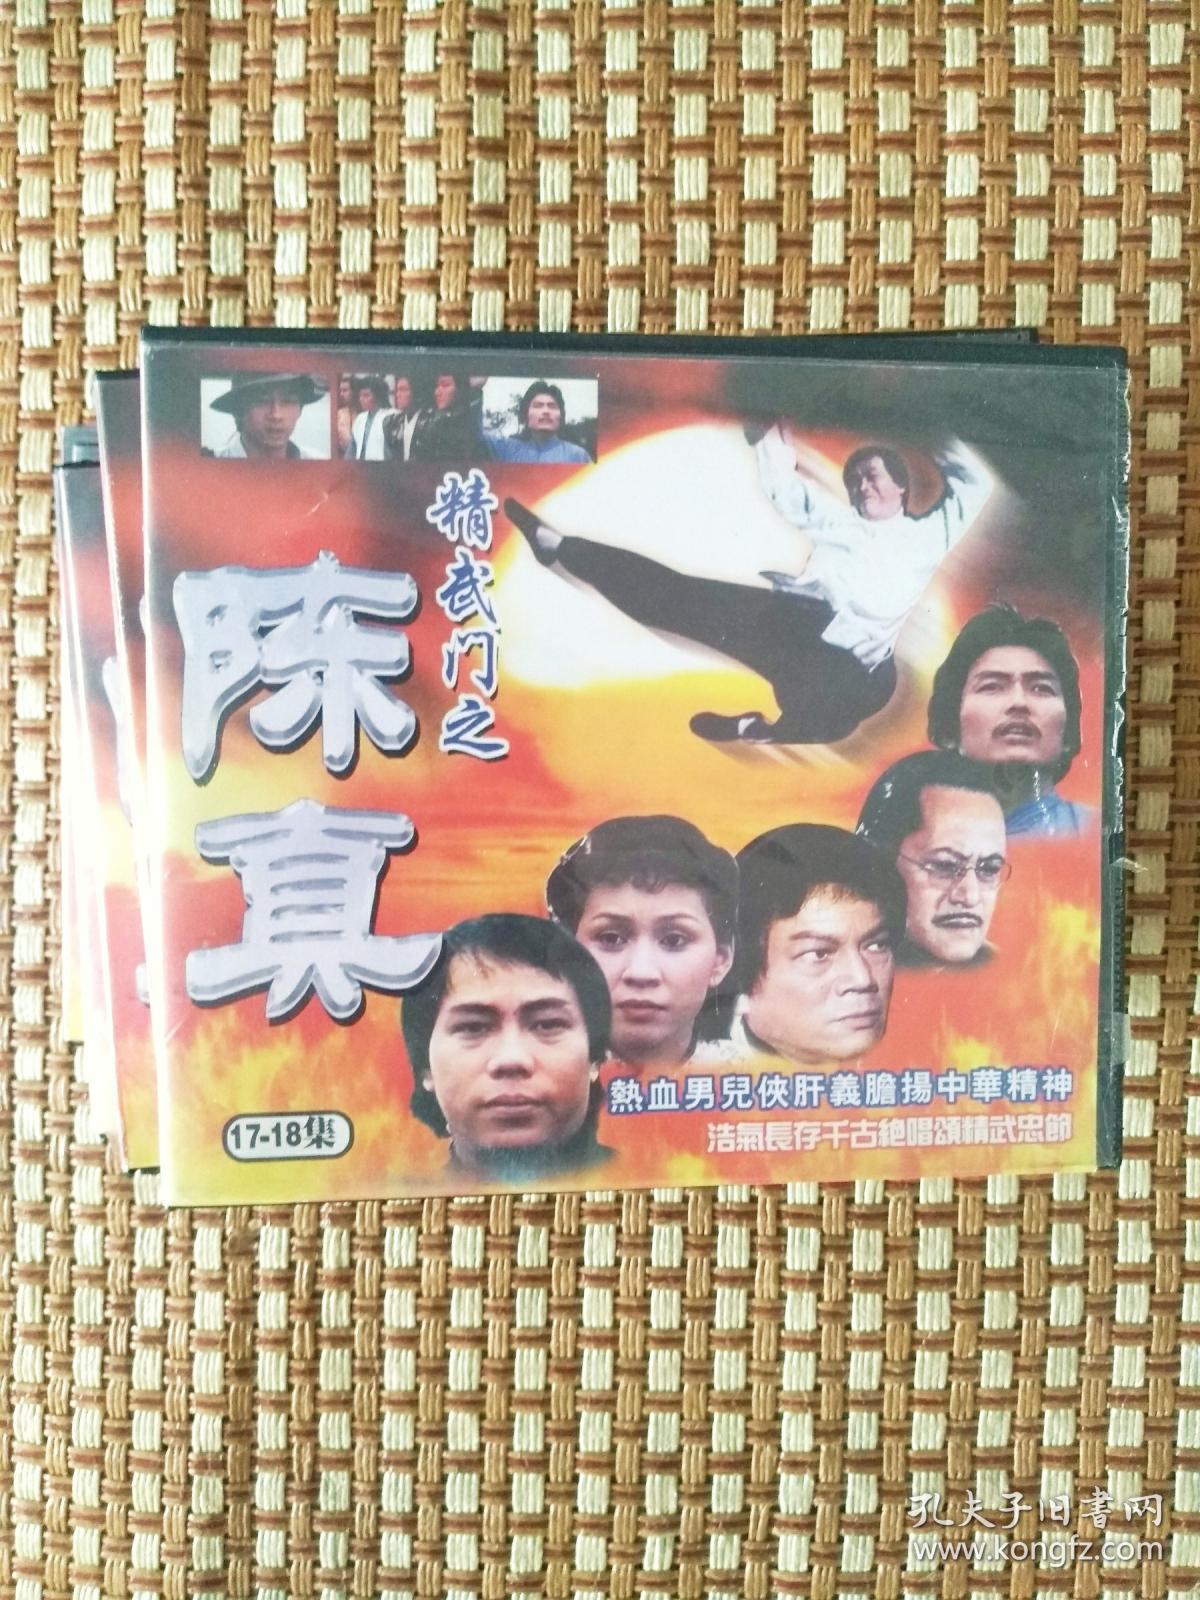 精武门之
陈真
熱血男兒俠肝義膽揚中華精神
浩氣長存千古絕唱頌精武忠節
17-18集
孔夫子旧書网
www.kongfz.com